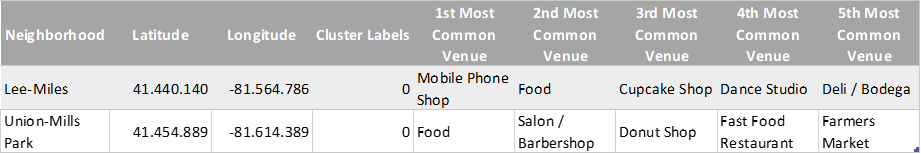 Neighborhood Latitude Longitude Cluster Labels 1st Most Common Venue 2nd Most Common Venue 3rd Most Common Venue 4th Most Common Venue 5th Most Common Venue
Lee-Miles 41.440.140 -81.564.786 0 Mobile Phone Shop Food Cupcake Shop Dance Studio Deli / Bodega
Union-Mills Park 41.454.889 -81.614.389 0 Food Salon / Barbershop Donut Shop Fast Food Restaurant Farmers Market